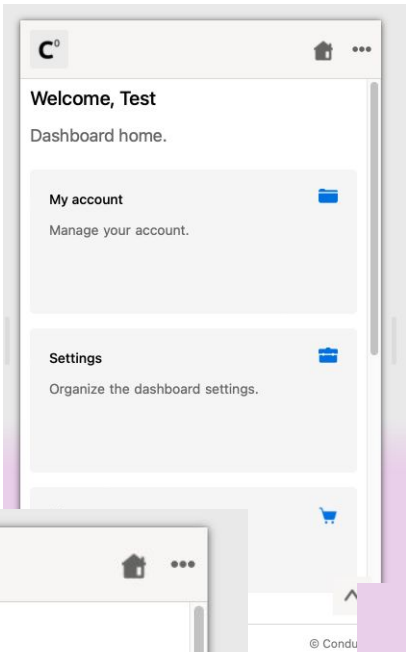 C⁰
•••
Welcome, Test
Dashboard home.
My account
Manage your account.
Settings
Organize the dashboard settings.
•••
© Condu